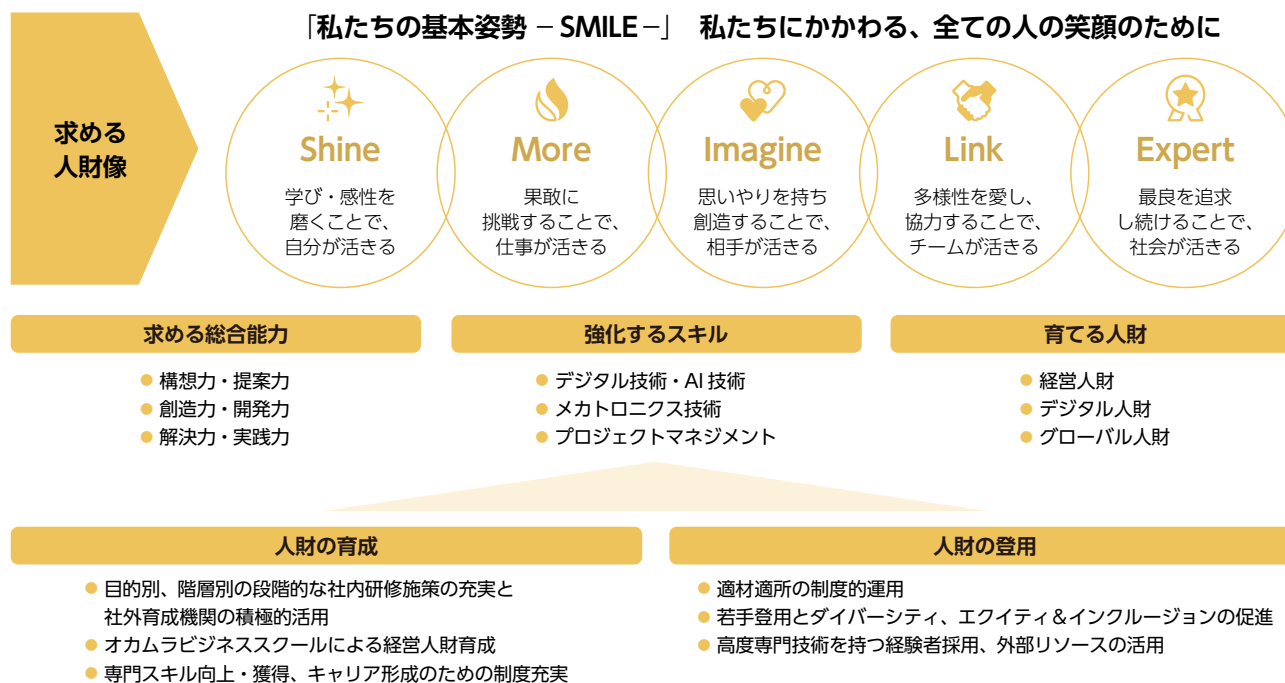 「私たちの基本姿勢 − SMILE −」 私たちにかかわる、全ての人の笑顔のために
求める
人財像
Shine
学び・感性を
磨くことで、
自分が活きる
More
果敢に
挑戦することで、
仕事が活きる
Imagine
思いやりを持ち
創造することで、
相手が活きる
Link
多様性を愛し、
協力することで、
チームが活きる
Expert
最良を追求
し続けることで、
社会が活きる
求める総合能力
● 構想力・提案力
● 創造力・開発力
● 解決力・実践力
強化するスキル
● デジタル技術・AI 技術
● メカトロニクス技術
● プロジェクトマネジメント
育てる人財
● 経営人財
● デジタル人財
● グローバル人財
人財の育成
● 目的別、階層別の段階的な社内研修施策の充実と
社外育成機関の積極的活用
● オカムラビジネススクールによる経営人財育成
● 専門スキル向上・獲得、キャリア形成のための制度充実
人財の登用
● 適材適所の制度的運用
● 若手登用とダイバーシティ、エクイティ＆インクルージョンの促進
● 高度専門技術を持つ経験者採用、外部リソースの活用